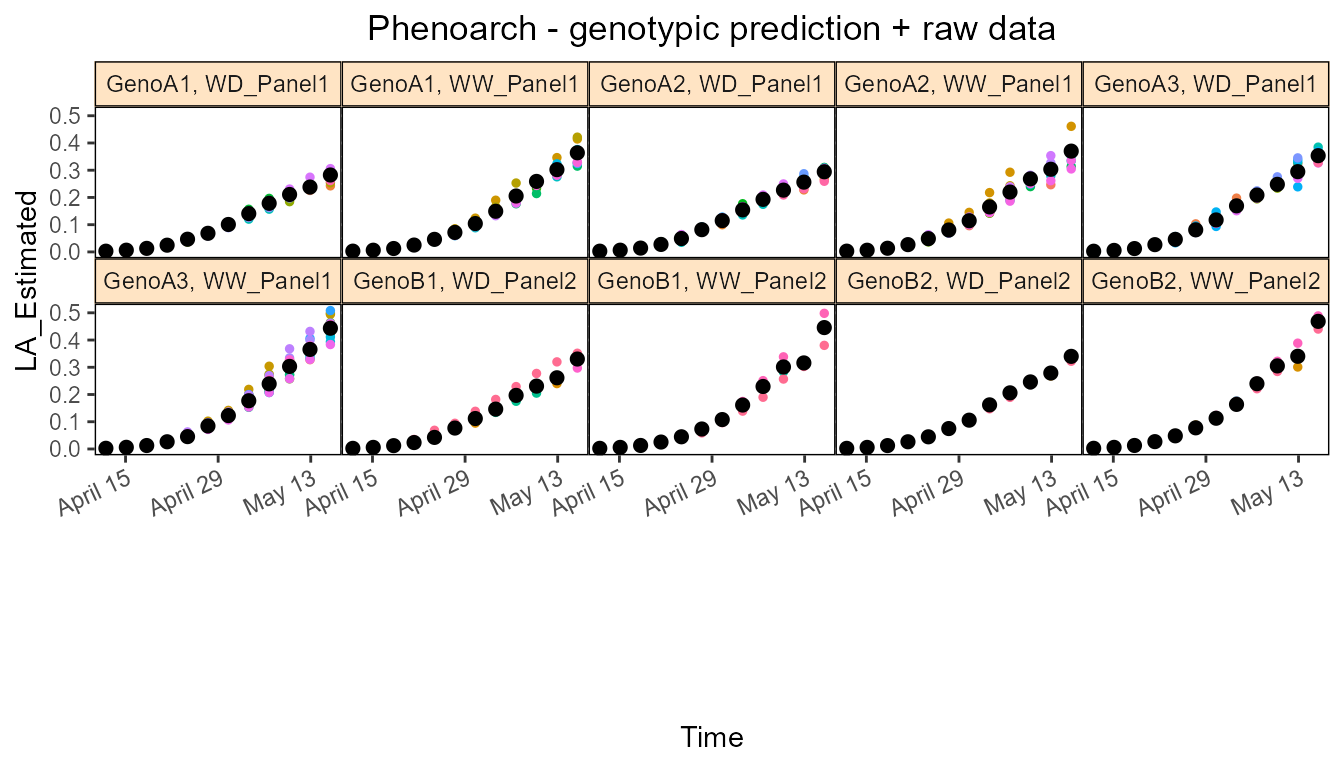 Phenoarch - genotypic prediction + raw data
GenoA1, WD_Panel1 GenoA1, WW_Panel1 GenoA2, WD_Panel1 GenoA2, WW_Panel1 GenoA3, WD_Panel1
0.5
0.4
0.3
0.2
0.1
0.0
LA_Estimated
GenoA3, WW_Panel1 GenoB1, WD_Panel2 GenoB1, WW_Panel2 GenoB2, WD_Panel2 GenoB2, WW_Panel2
0.5
0.4
0.3
0.2
0.1
0.0
April 15 April 29 May 13 April 15 April 29 May 13 April 15 April 29 May 13 April 15 April 29 May 13 April 15 April 29 May 13
Time